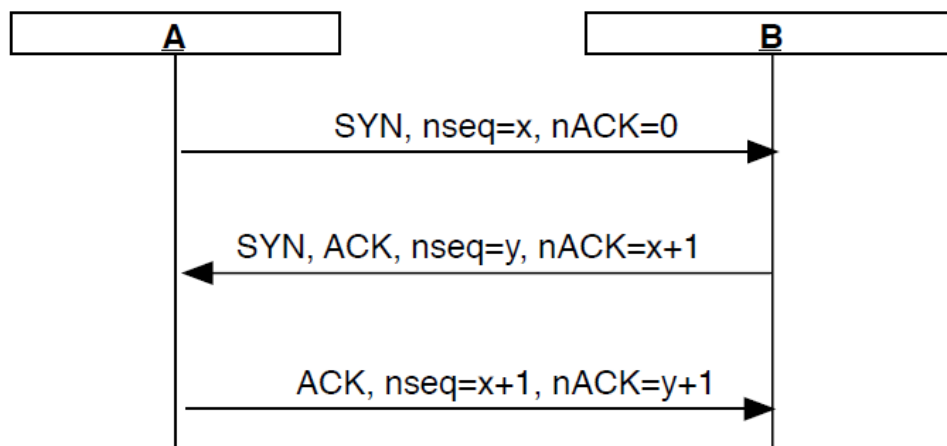 A
B
SYN, nseq=x, nACK=0
SYN, ACK, nseq=y, nACK=x+1
ACK, nseq=x+1, nACK=y+1